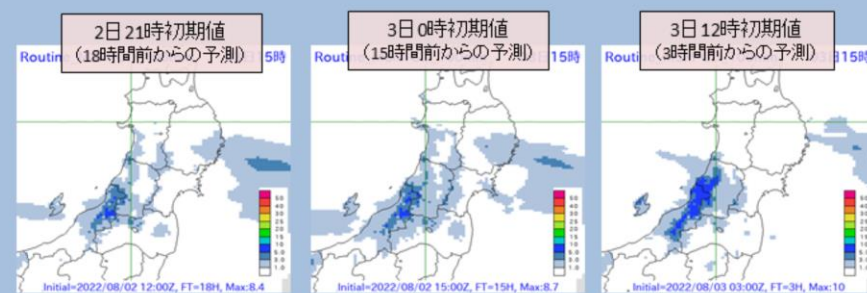 2日21時初期値
(18時間前からの予測)
3日0時初期値
(15時間前からの予測)
3日12時初期値
(3時間前からの予測)
Routine
15時
Routi
15時
Routi
15時
Initial=2022/08/02 12:00Z, FT=18H, Max:8.4
Initial=2022/08/02 15:00Z, FT=15H, Max:8.7
Initial=2022/08/03 03:00Z, FT=3H, Max:10